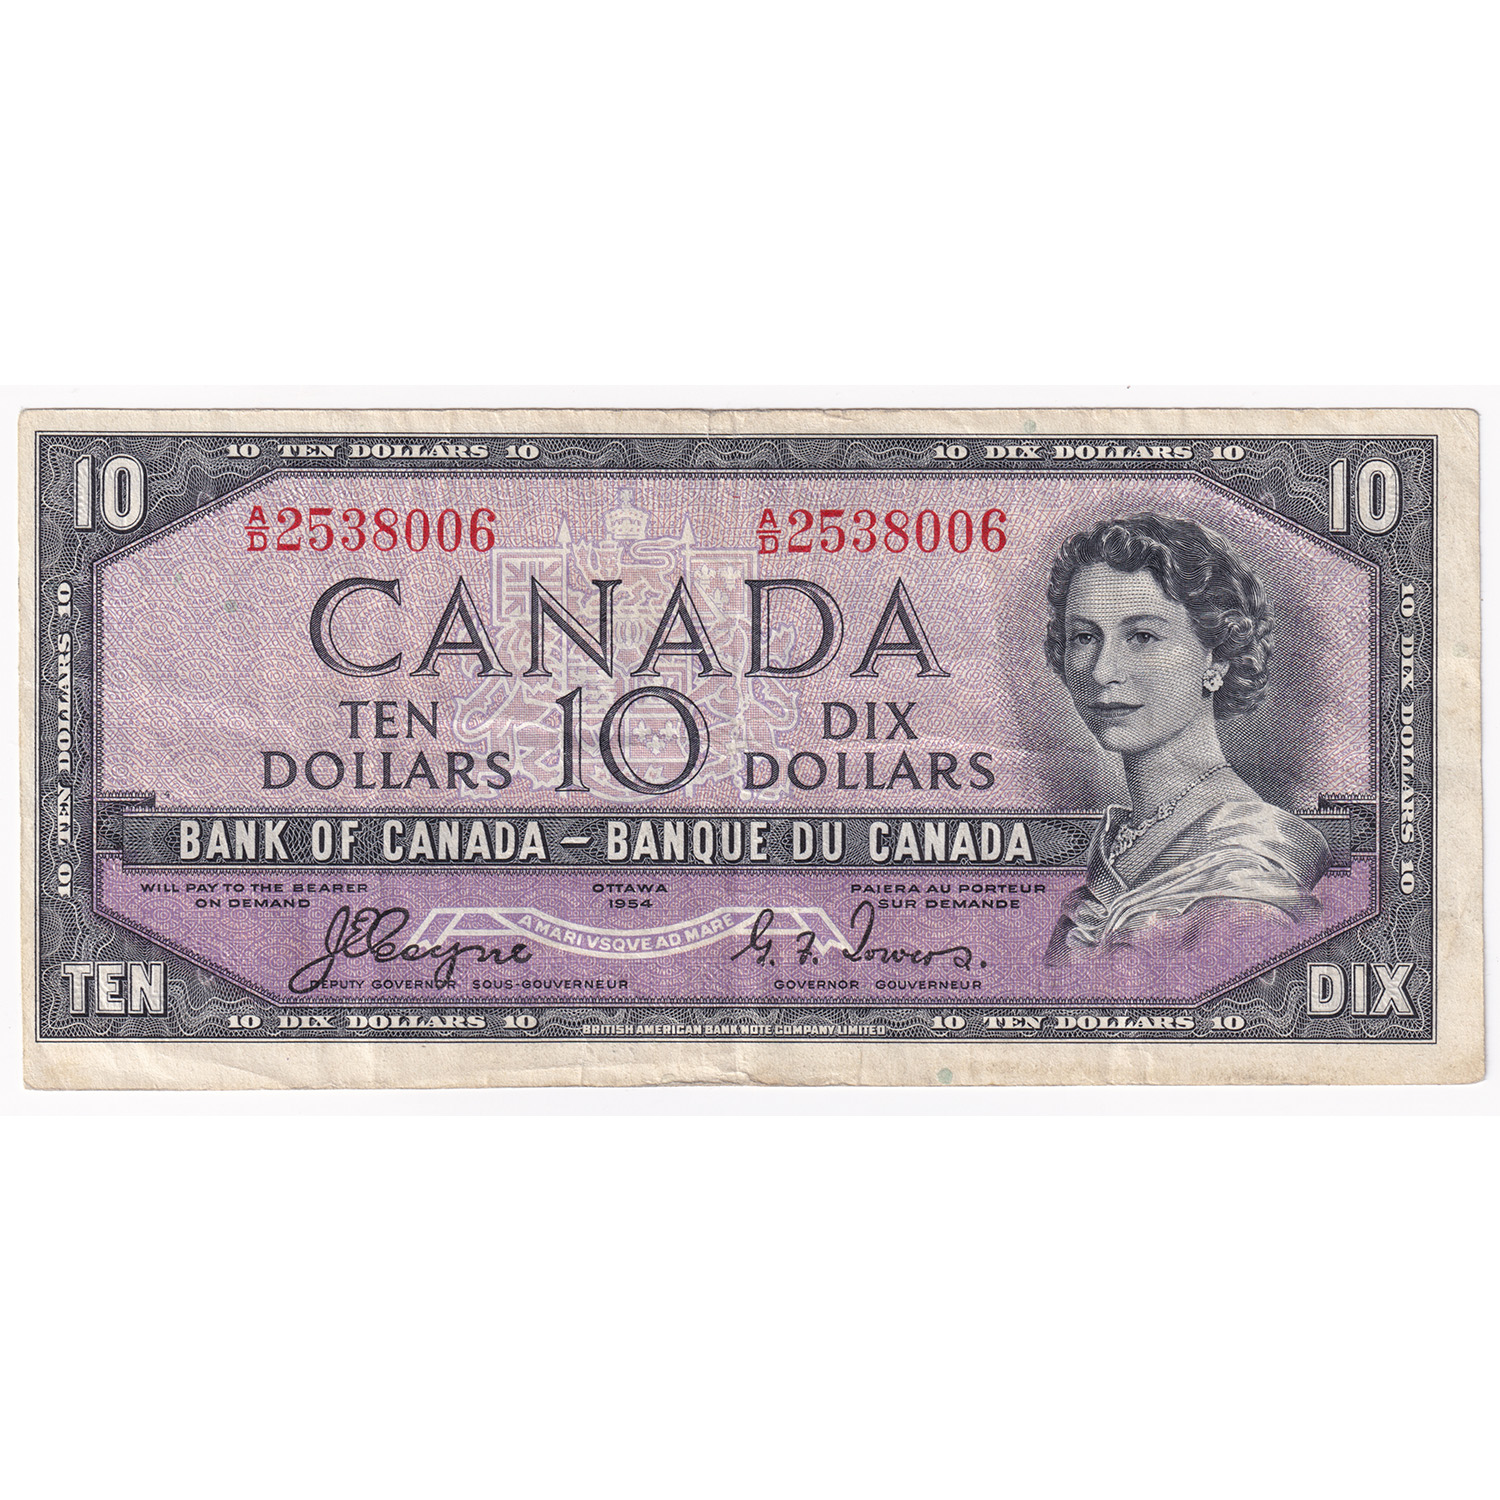 10 TEN DOLLARS 10
10 DIX DOLLARS 10
10
10
A/D 2538006
A/D 2538006
CANADA
TEN DOLLARS
10
DIX DOLLARS
10 TEN DOLLARS 10
10 DIX DOLLARS 10
BANK OF CANADA – BANQUE DU CANADA
WILL PAY TO THE BEARER
ON DEMAND
OTTAWA
1954
PAIERA AU PORTEUR
SUR DEMANDE
A MARI VSQVE AD MARE
J E Coyne
G. F. Towers.
DEPUTY GOVERNOR SOUS-GOUVERNEUR
GOVERNOR GOUVERNEUR
TEN
DIX
10 DIX DOLLARS 10
BRITISH AMERICAN BANK NOTE COMPANY, LIMITED
10 TEN DOLLARS 10